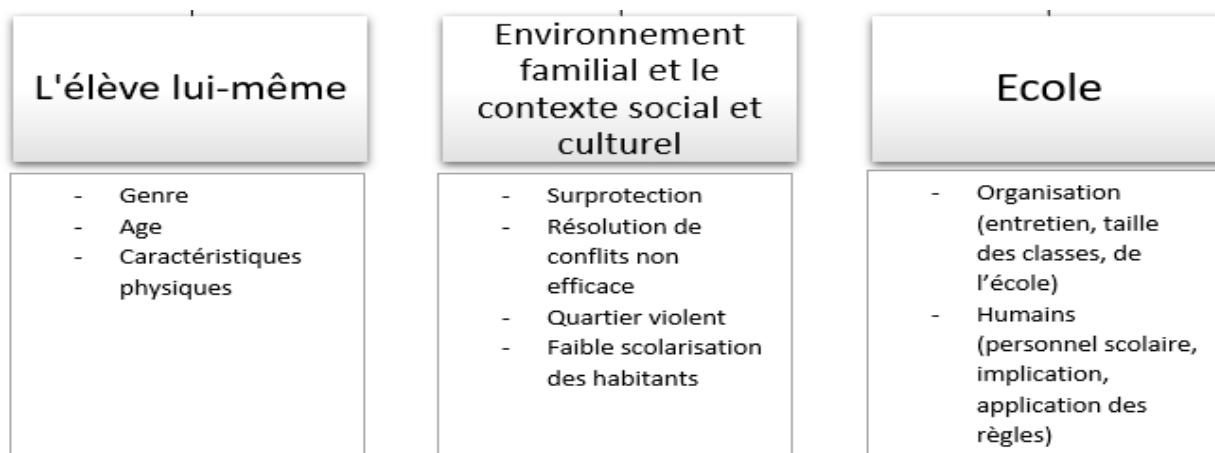 L'élève lui-même
- Genre
- Age
- Caractéristiques
physiques
Environnement
familial et le
contexte social et
culturel
- Surprotection
- Résolution de
conflits non
efficace
- Quartier violent
- Faible scolarisation
des habitants
Ecole
- Organisation
(entretien, taille
des classes, de
l'école)
- Humains
(personnel scolaire,
implication,
application des
règles)